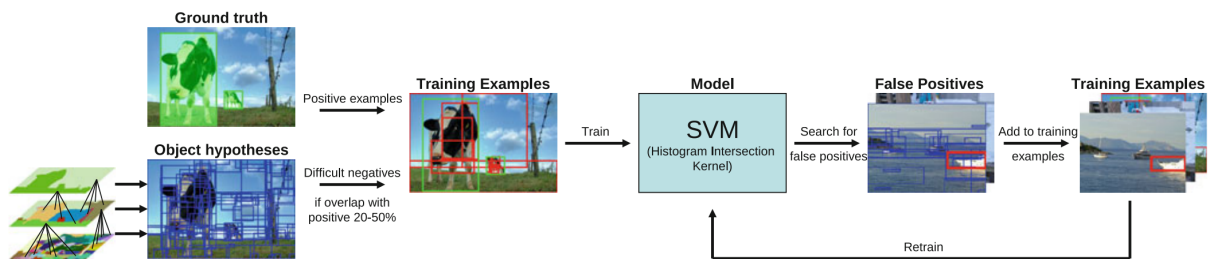 Ground truth
Positive examples
Object hypotheses
Difficult negatives
if overlap with
positive 20-50%
Training Examples
Train
Model
SVM
(Histogram Intersection
Kernel)
Search for
false positives
False Positives
Add to training
examples
Training Examples
Retrain